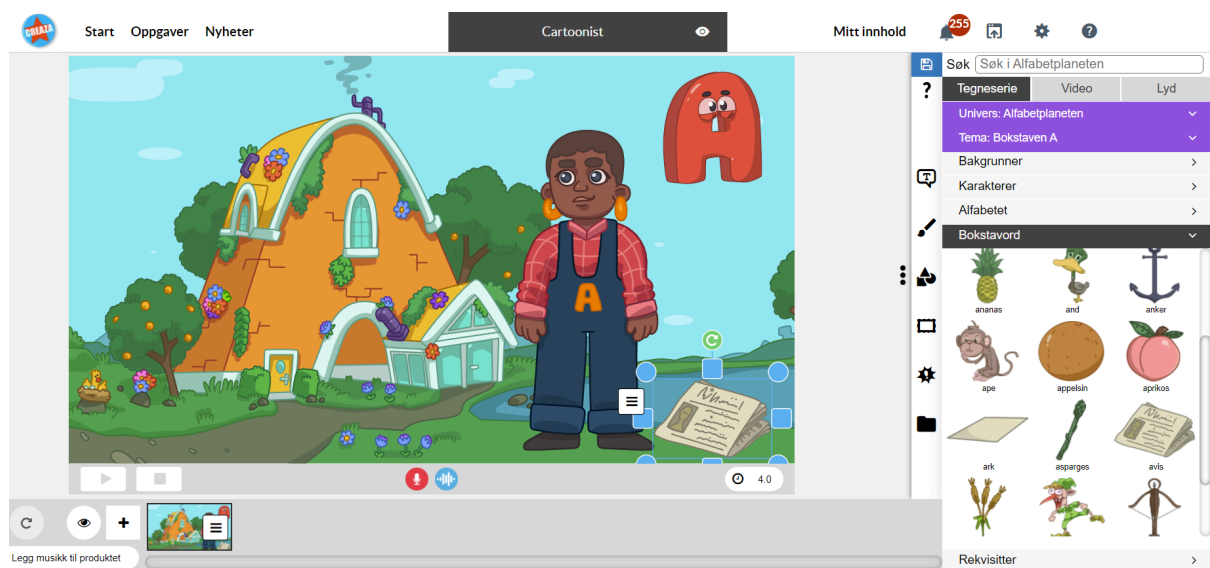 CREAZA
Start Oppgaver Nyheter
Cartoonist
Mitt innhold
255
Søk Søk i Alfabetplaneten
?
Tegneserie Video Lyd
Univers: Alfabetplaneten
Tema: Bokstaven A
Bakgrunner
Karakterer
Alfabetet
Bokstavord
ananas and anker
ape appelsin aprikos
ark asparges avis
Rekvisitter
A
A
T
4.0
Legg musikk til produktet